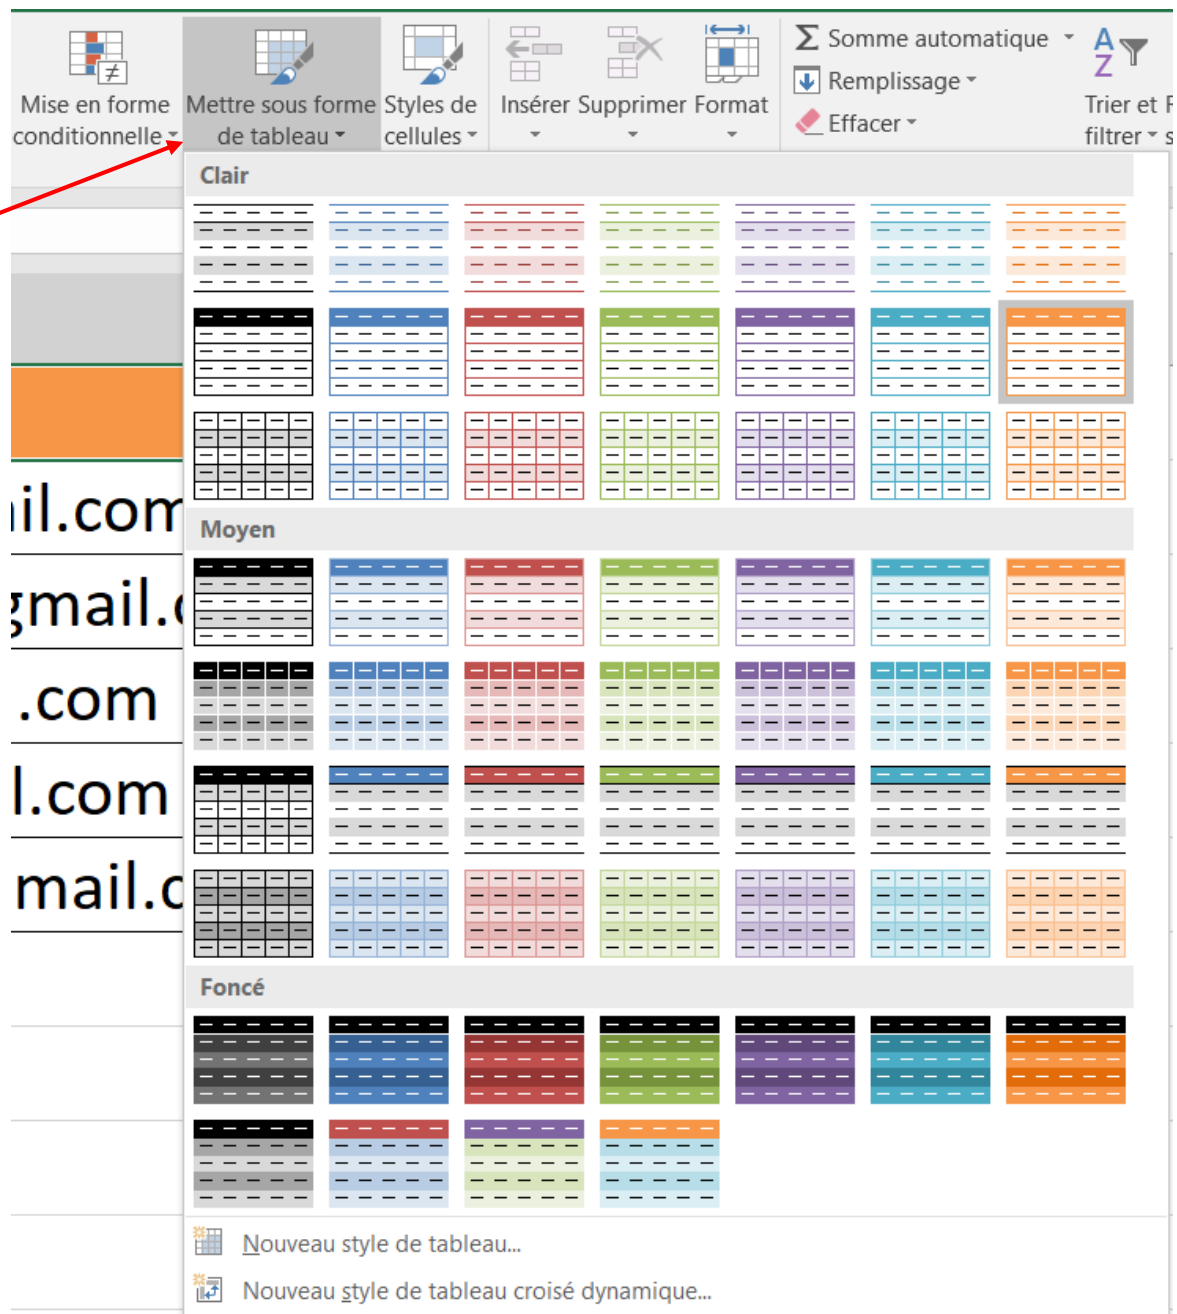 Mise en forme conditionnelle
Mettre sous forme de tableau
Styles de cellules
Insérer
Supprimer
Format
Σ Somme automatique
Remplissage
Effacer
AZ
Trier et filtrer
Clair
il.com
gmail.c
.com
l.com
mail.c
Moyen
Foncé
Nouveau style de tableau...
Nouveau style de tableau croisé dynamique...